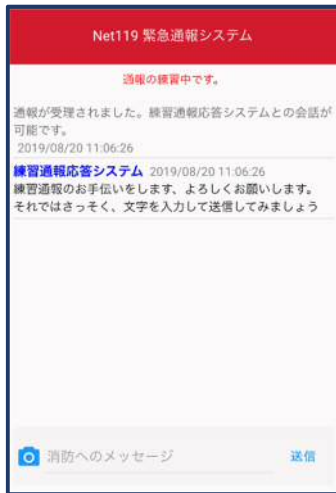 Net119 緊急通報システム
通報の練習中です。
通報が受理されました。練習通報応答システムとの会話が
可能です。
2019/08/20 11:06:26
練習通報応答システム 2019/08/20 11:06:26
練習通報のお手伝いをします、よろしくお願いします。
それではさっそく、文字を入力して送信してみましょう
消防へのメッセージ
送信